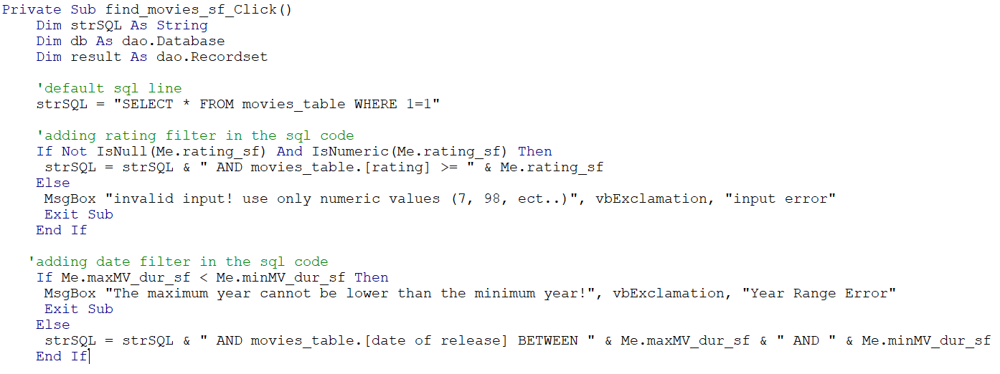 Private Sub find_movies_sf_Click()
Dim strSQL As String
Dim db As dao.Database
Dim result As dao.Recordset
'default sql line
strSQL = "SELECT * FROM movies_table WHERE 1=1"
'adding rating filter in the sql code
If Not IsNull(Me.rating_sf) And IsNumeric(Me.rating_sf) Then
strSQL = strSQL & " AND movies_table.[rating] >= " & Me.rating_sf
Else
MsgBox "invalid input! use only numeric values (7, 98, ect..)", vbExclamation, "input error"
Exit Sub
End If
'adding date filter in the sql code
If Me.maxMV_dur_sf < Me.minMV_dur_sf Then
MsgBox "The maximum year cannot be lower than the minimum year!", vbExclamation, "Year Range Error"
Exit Sub
Else
strSQL = strSQL & " AND movies_table.[date of release] BETWEEN " & Me.maxMV_dur_sf & " AND " & Me.minMV_dur_sf
End If